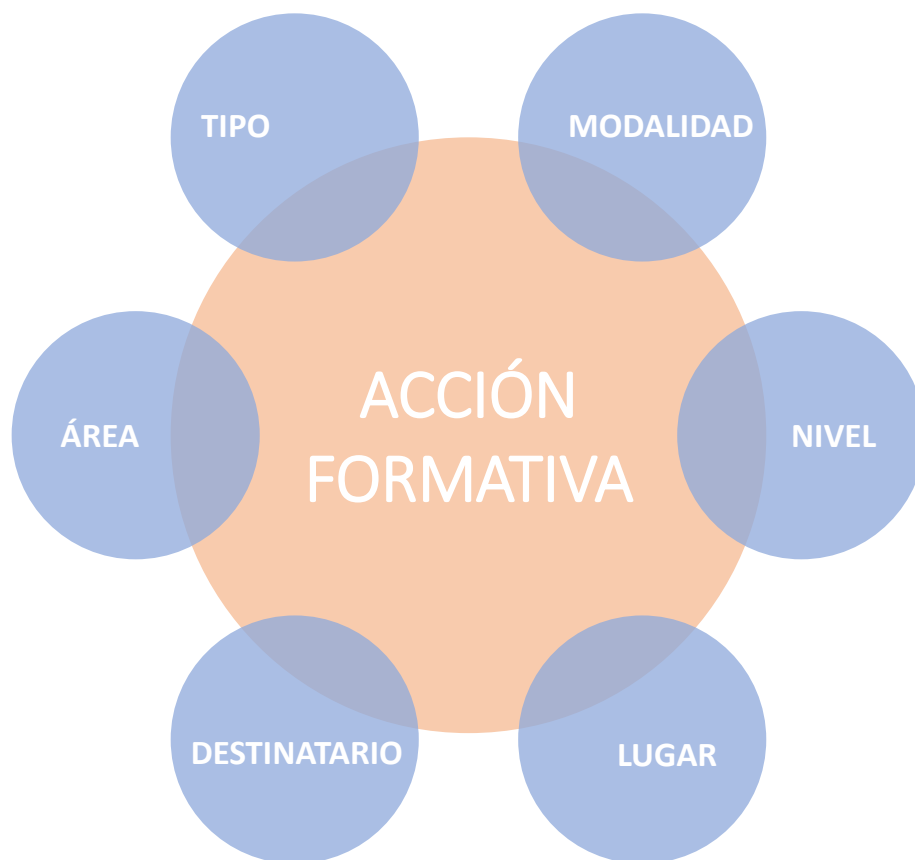 TIPO
MODALIDAD
ACCIÓN
FORMATIVA
ÁREA
NIVEL
DESTINATARIO
LUGAR